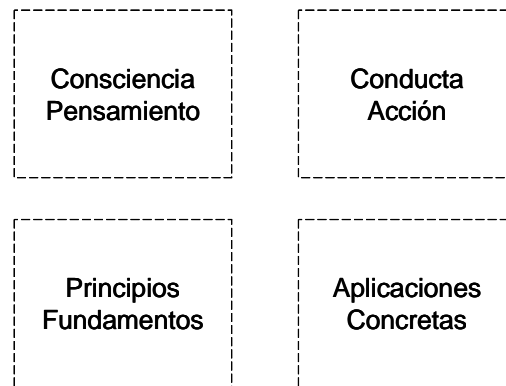 Consciencia
Pensamiento
Conducta
Acción
Principios
Fundamentos
Aplicaciones
Concretas